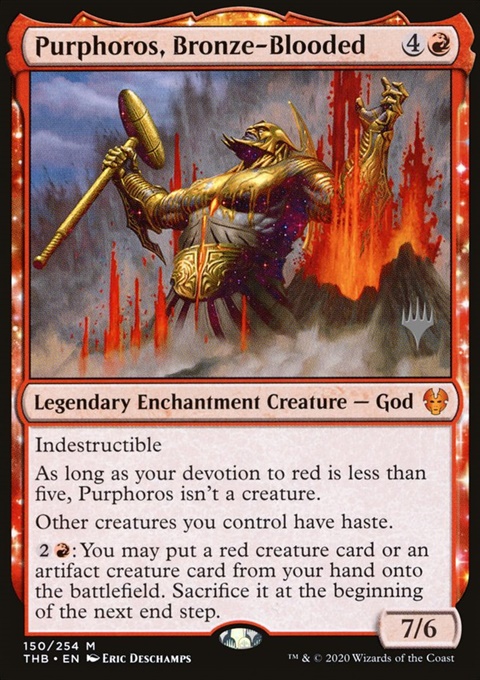 Purphoros, Bronze-Blooded 4
Legendary Enchantment Creature — God
Indestructible
As long as your devotion to red is less than
five, Purphoros isn't a creature.
Other creatures you control have haste.
2 : You may put a red creature card or an
artifact creature card from your hand onto
the battlefield. Sacrifice it at the beginning
of the next end step.
7/6
150/254 M
THB • EN Eric Deschamps
™ & © 2020 Wizards of the Coast